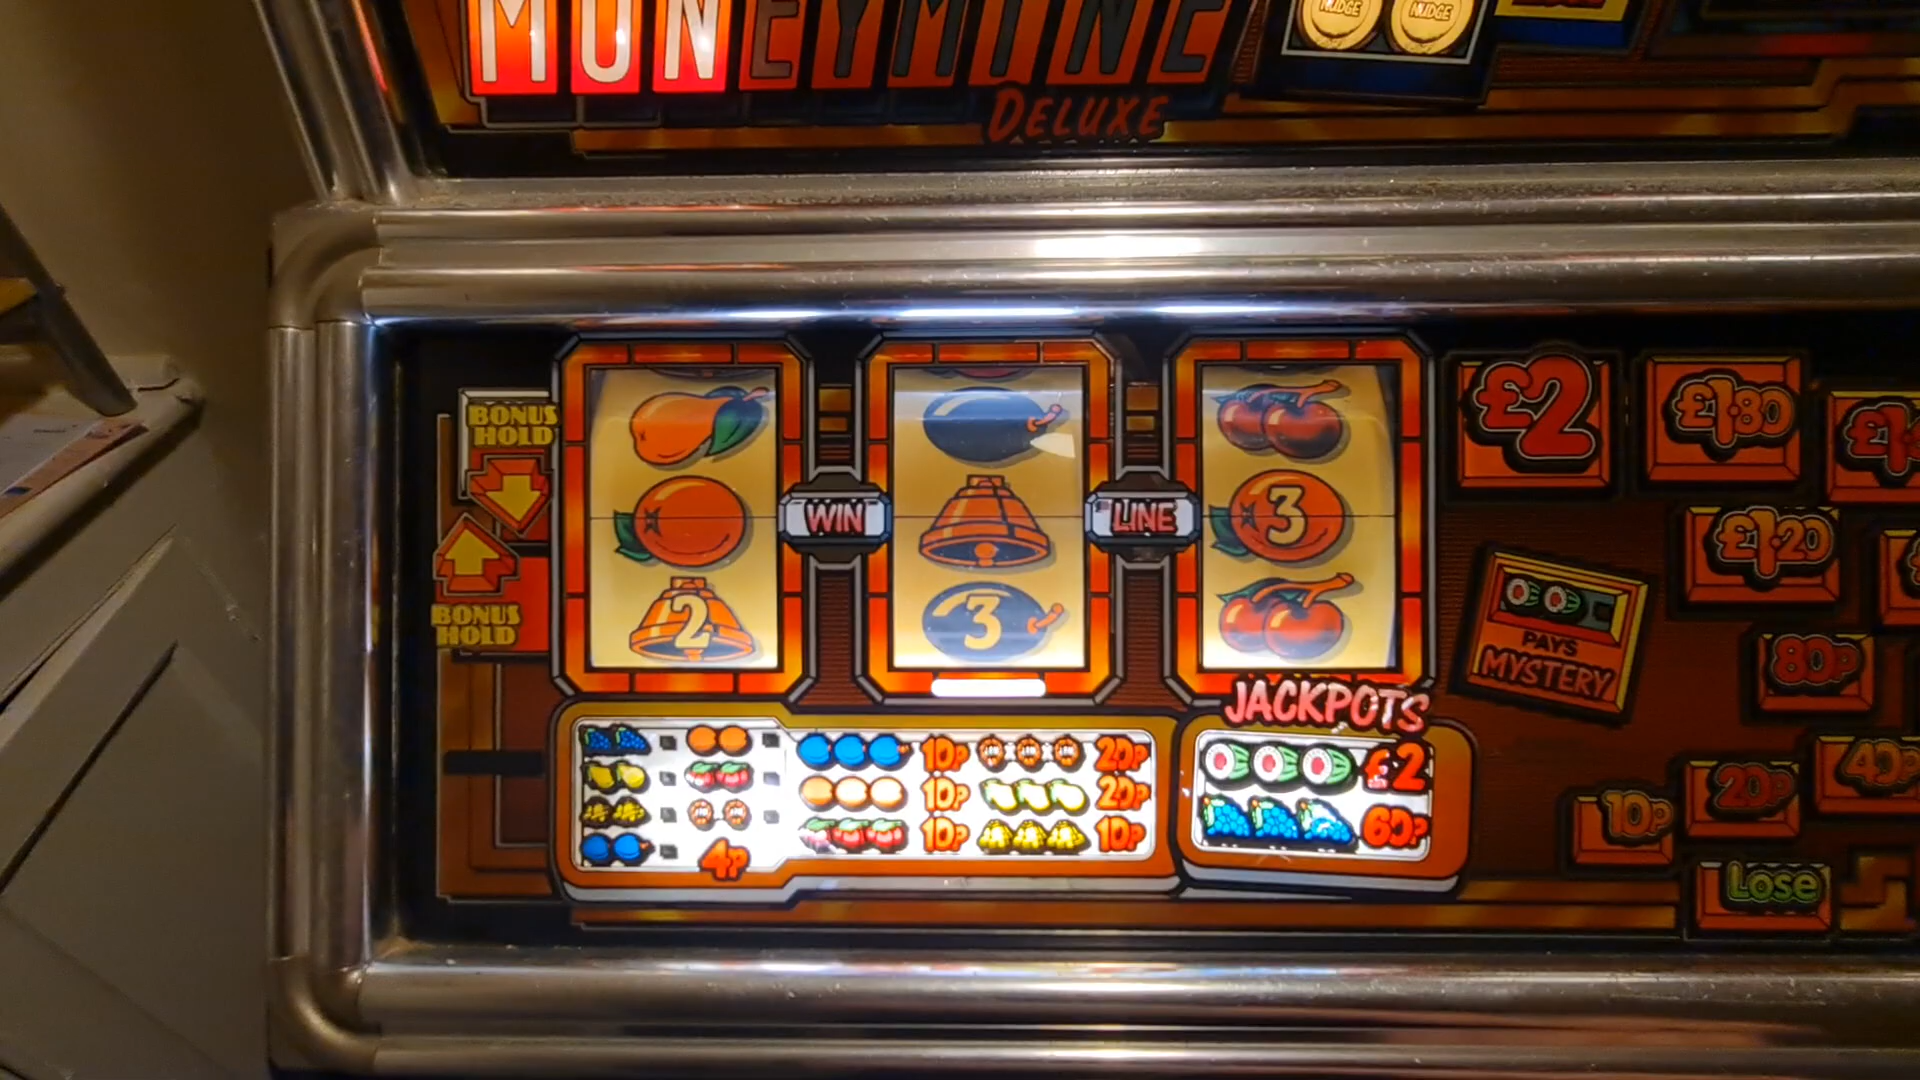 MONEYMINE
DELUXE
NUDGE NUDGE
BONUS
HOLD
BONUS
HOLD
WIN
LINE
2
3
3
£2
£1·80
£1·20
PAYS
MYSTERY
80P
40P
20P
10P
LOSE
JACKPOTS
£2
60P
10P
20P
10P
20P
10P
10P
4P